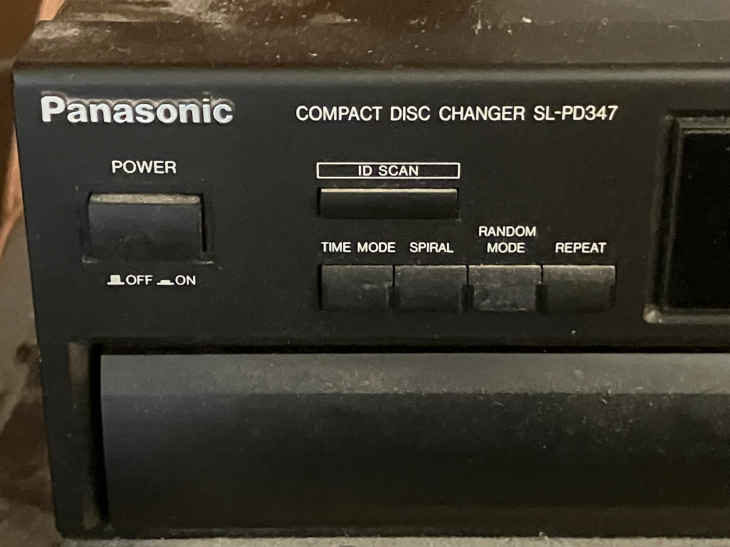 Panasonic
COMPACT DISC CHANGER SL-PD347
POWER
OFF ON
ID SCAN
TIME MODE
SPIRAL
RANDOM
MODE
REPEAT